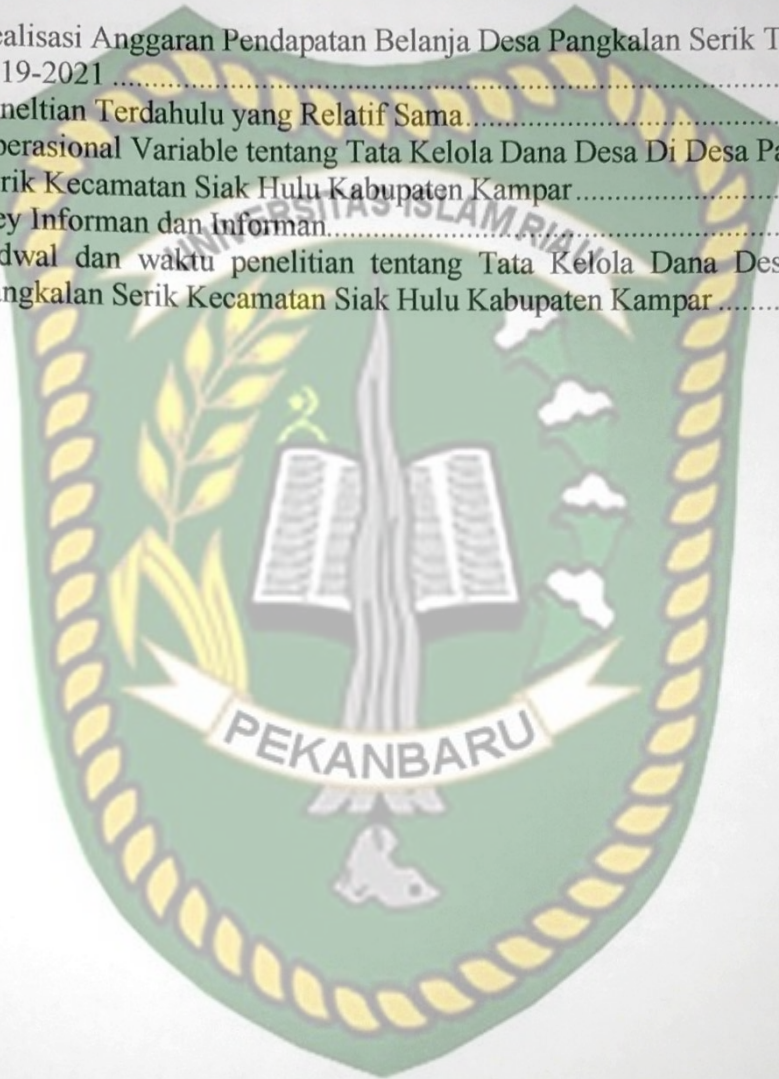 ealisasi Anggaran Pendapatan Belanja Desa Pangkalan Serik T
19-2021 ........................................................
neltian Terdahulu yang Relatif Sama........................................
perasional Variable tentang Tata Kelola Dana Desa Di Desa Pa
rik Kecamatan Siak Hulu Kabupaten Kampar............................
ey Informan dan Informan........................................................
dwal dan waktu penelitian tentang Tata Kelola Dana Des
ngkalan Serik Kecamatan Siak Hulu Kabupaten Kampar ........
UNIVERSITAS ISLAM RIAU
PEKANBARU